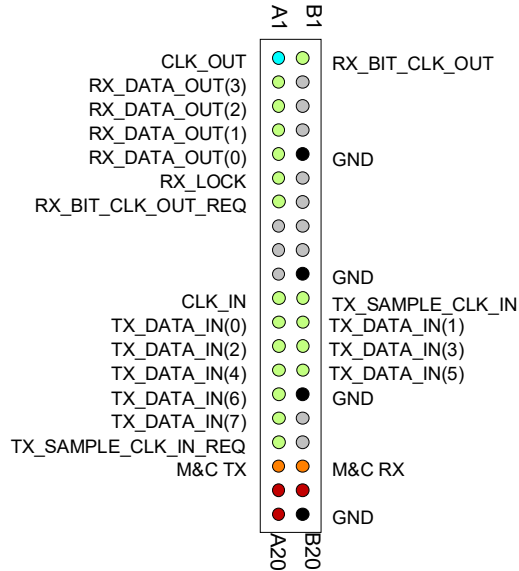 A1 B1
CLK_OUT RX_BIT_CLK_OUT
RX_DATA_OUT(3)
RX_DATA_OUT(2)
RX_DATA_OUT(1)
RX_DATA_OUT(0) GND
RX_LOCK
RX_BIT_CLK_OUT_REQ
GND
CLK_IN TX_SAMPLE_CLK_IN
TX_DATA_IN(0) TX_DATA_IN(1)
TX_DATA_IN(2) TX_DATA_IN(3)
TX_DATA_IN(4) TX_DATA_IN(5)
TX_DATA_IN(6) GND
TX_DATA_IN(7)
TX_SAMPLE_CLK_IN_REQ
M&C TX M&C RX
GND
A20 B20